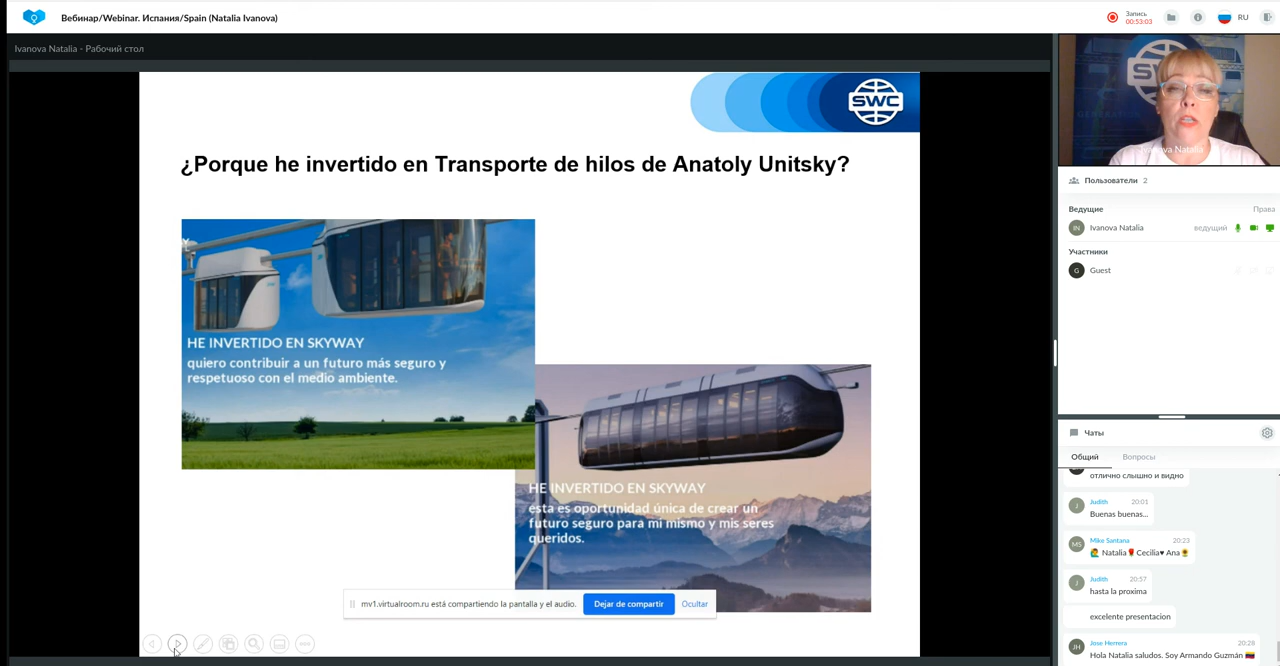 Вебинар/Webinar. Испания/Spain (Natalia Ivanova)
Запись
00:53:03
RU
Ivanova Natalia - Рабочий стол
SWC
¿Porque he invertido en Transporte de hilos de Anatoly Unitsky?
HE INVERTIDO EN SKYWAY
quiero contribuir a un futuro más seguro y
respetuoso con el medio ambiente.
HE INVERTIDO EN SKYWAY
esta es oportunidad única de crear un
futuro seguro para mi mismo y mis seres
queridos.
mv1.virtualroom.ru está compartiendo la pantalla y el audio.
Dejar de compartir
Ocultar
SWC
Ivanova Natalia
Пользователи 2
Ведущие
Права
IN
Ivanova Natalia
ведущий
Участники
G
Guest
Чаты
Общий
Вопросы
отлично слышно и видно
J
Judith 20:01
Buenas buenas...
MS
Mike Santana 20:23
🙋‍♂️ Natalia🌹Cecilia♥ Ana🌻
J
Judith 20:57
hasta la proxima
excelente presentacion
JH
Jose Herrera 20:28
Hola Natalia saludos. Soy Armando Guzmán 🇻🇪